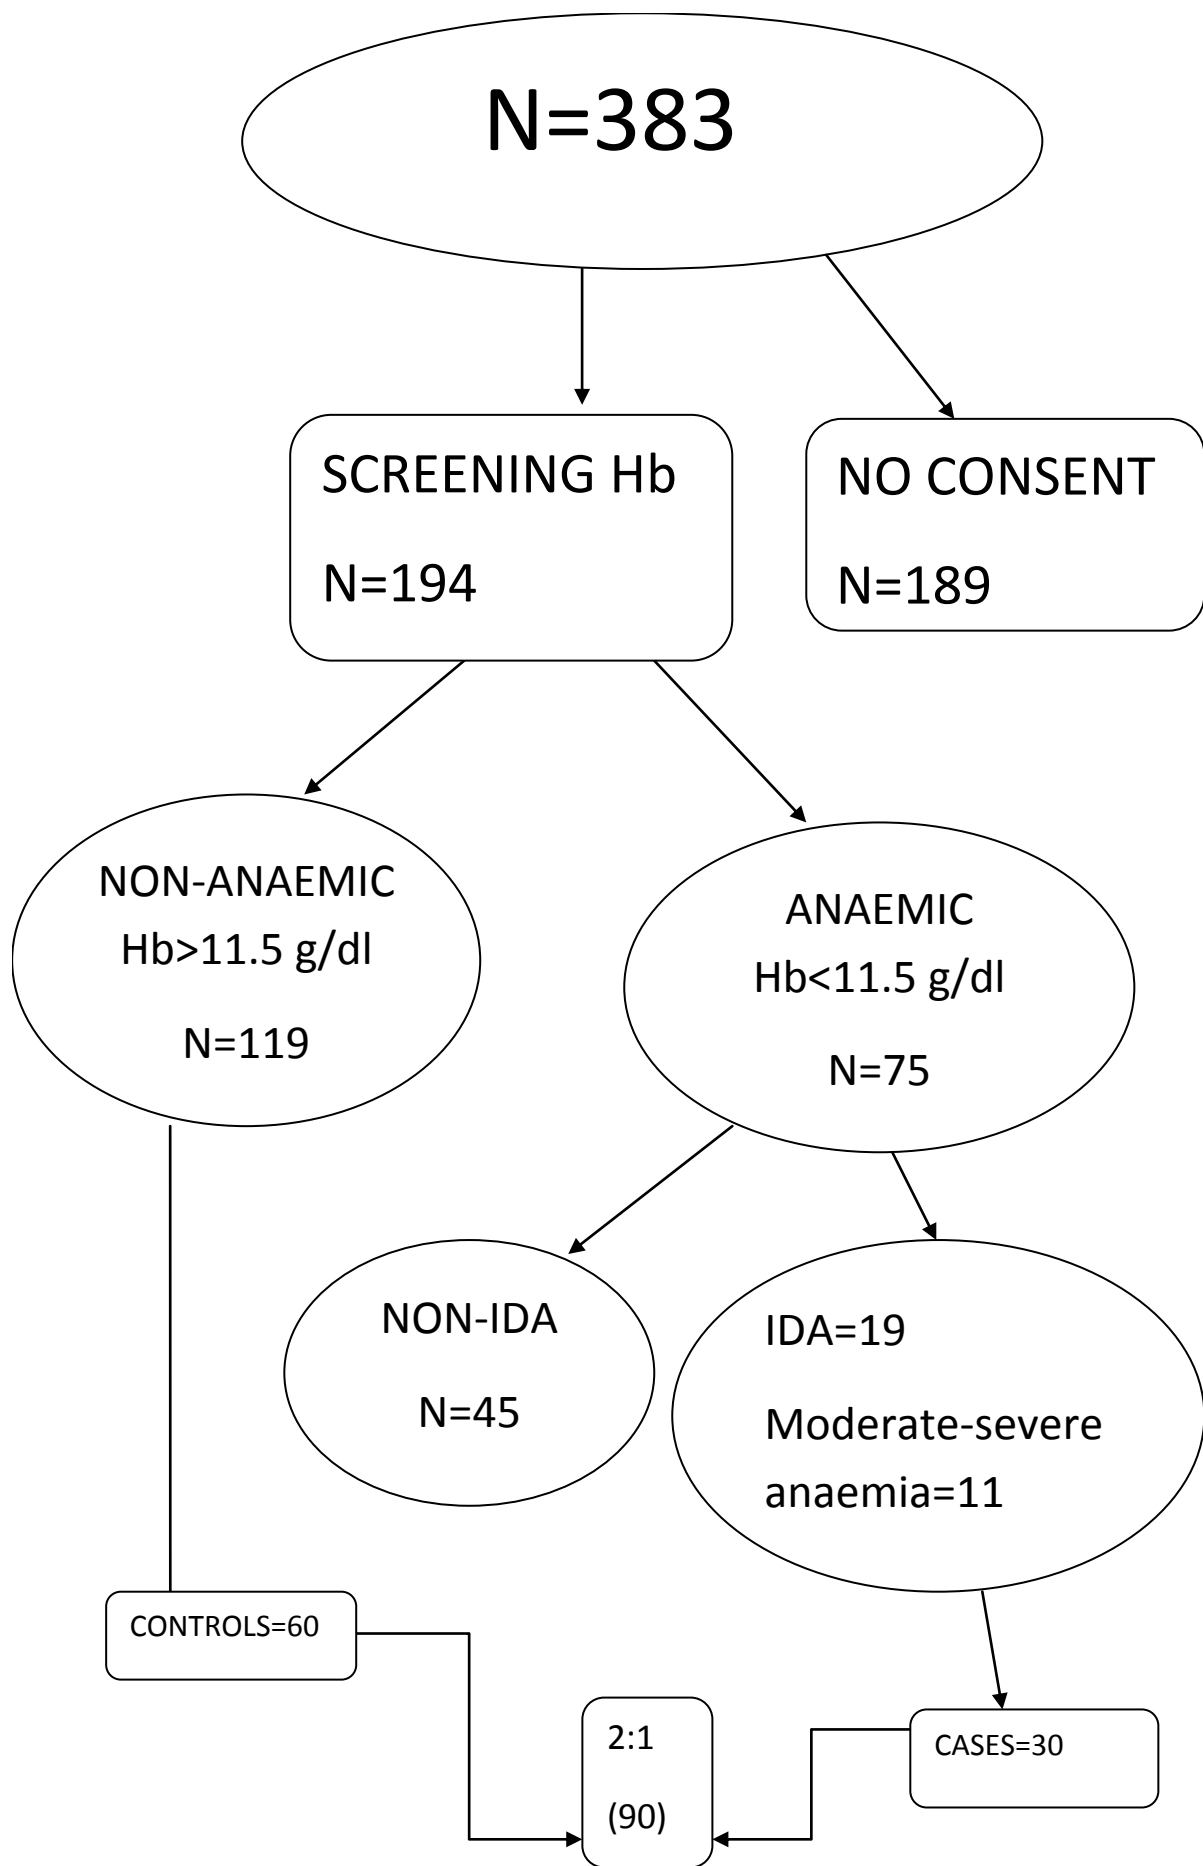 N=383
SCREENING Hb
N=194
NO CONSENT
N=189
NON-ANAEMIC
Hb>11.5 g/dl
N=119
ANAEMIC
Hb<11.5 g/dl
N=75
NON-IDA
N=45
IDA=19
Moderate-severe
anaemia=11
CONTROLS=60
2:1
(90)
CASES=30